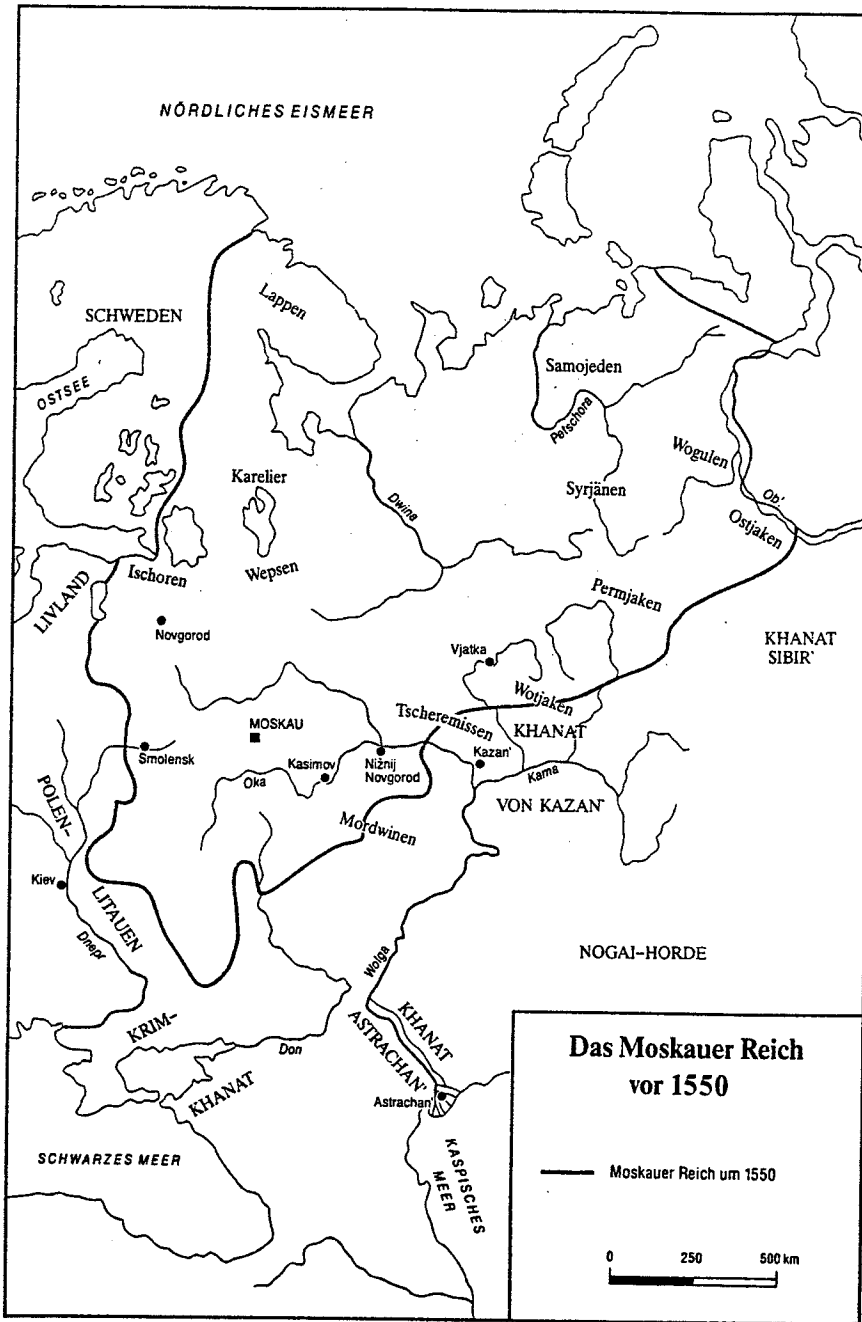 NÖRDLICHES EISMEER
Lappen
SCHWEDEN
OSTSEE
Samojeden
Petschora
Wogulen
Karelier
Syrjänen
Dwina
Ob'
Ostjaken
Ischoren
Wepsen
LIVLAND
Permjaken
Novgorod
KHANAT
SIBIR'
Vjatka
Wotjaken
Tscheremissen
MOSKAU
KHANAT
Smolensk
Kasimov
Nižnij
Novgorod
Kazan'
Oka
Kama
VON KAZAN'
POLEN-
Mordwinen
Kiev
LITAUEN
Dnepr
NOGAI-HORDE
Wolga
KHANAT
ASTRACHAN'
KRIM-
Don
KHANAT
Astrachan'
SCHWARZES MEER
KASPISCHES
MEER
Das Moskauer Reich
vor 1550
Moskauer Reich um 1550
0 250 500 km